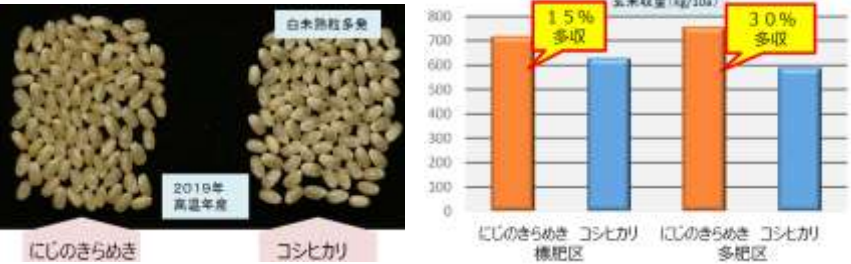 白未熟粒多発
2019年
高温年産
にじのきらめき
コシヒカリ
玄米収量(kg/10a)
800
700
600
500
400
300
200
100
0
15%
多収
30%
多収
にじのきらめき コシヒカリ にじのきらめき コシヒカリ
標肥区 多肥区